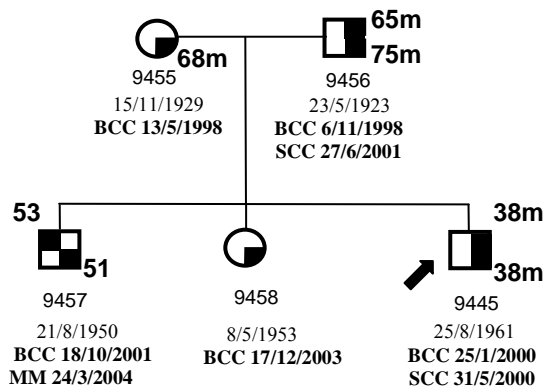 65m
68m
75m
9455
9456
15/11/1929
23/5/1923
BCC 13/5/1998
BCC 6/11/1998
SCC 27/6/2001
53
38m
51
38m
9457
9458
9445
21/8/1950
8/5/1953
25/8/1961
BCC 18/10/2001
BCC 17/12/2003
BCC 25/1/2000
MM 24/3/2004
SCC 31/5/2000